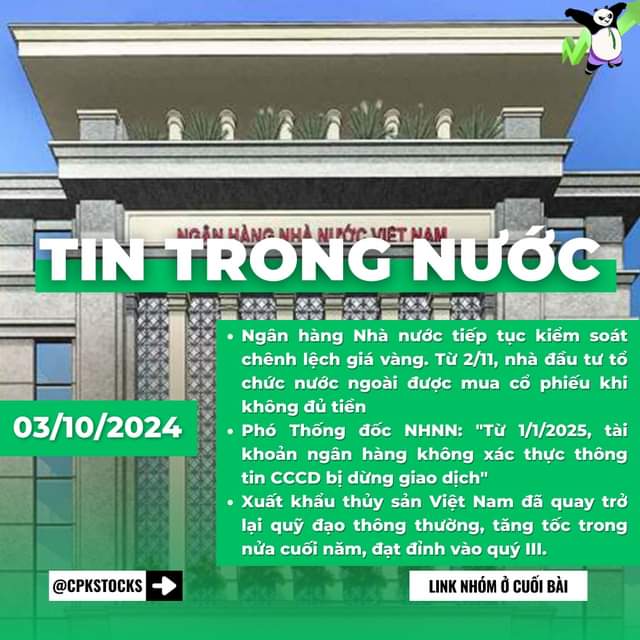 NGÂN HÀNG NHÀ NƯỚC VIỆT NAM
TIN TRONG NƯỚC
03/10/2024
Ngân hàng Nhà nước tiếp tục kiểm soát
chênh lệch giá vàng. Từ 2/11, nhà đầu tư tổ
chức nước ngoài được mua cổ phiếu khi
không đủ tiền
Phó Thống đốc NHNN: "Từ 1/1/2025, tài
khoản ngân hàng không xác thực thông
tin CCCD bị dừng giao dịch"
Xuất khẩu thủy sản Việt Nam đã quay trở
lại quỹ đạo thông thường, tăng tốc trong
nửa cuối năm, đạt đỉnh vào quý III.
@CPKSTOCKS
LINK NHÓM Ở CUỐI BÀI